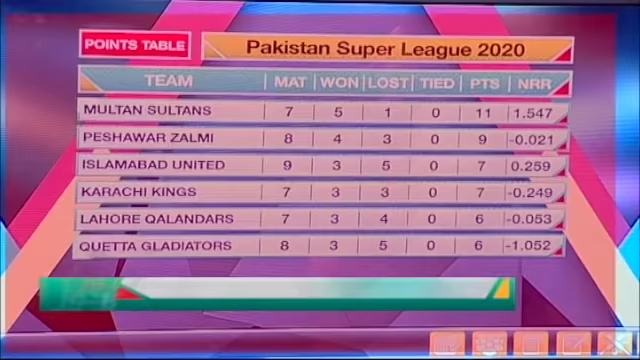 POINTS TABLE
Pakistan Super League 2020
TEAM MAT WON LOST TIED PTS NRR
MULTAN SULTANS 7 5 1 0 11 1.547
PESHAWAR ZALMI 8 4 3 0 9 -0.021
ISLAMABAD UNITED 9 3 5 0 7 0.259
KARACHI KINGS 7 3 3 0 7 -0.249
LAHORE QALANDARS 7 3 4 0 6 -0.053
QUETTA GLADIATORS 8 3 5 0 6 -1.052